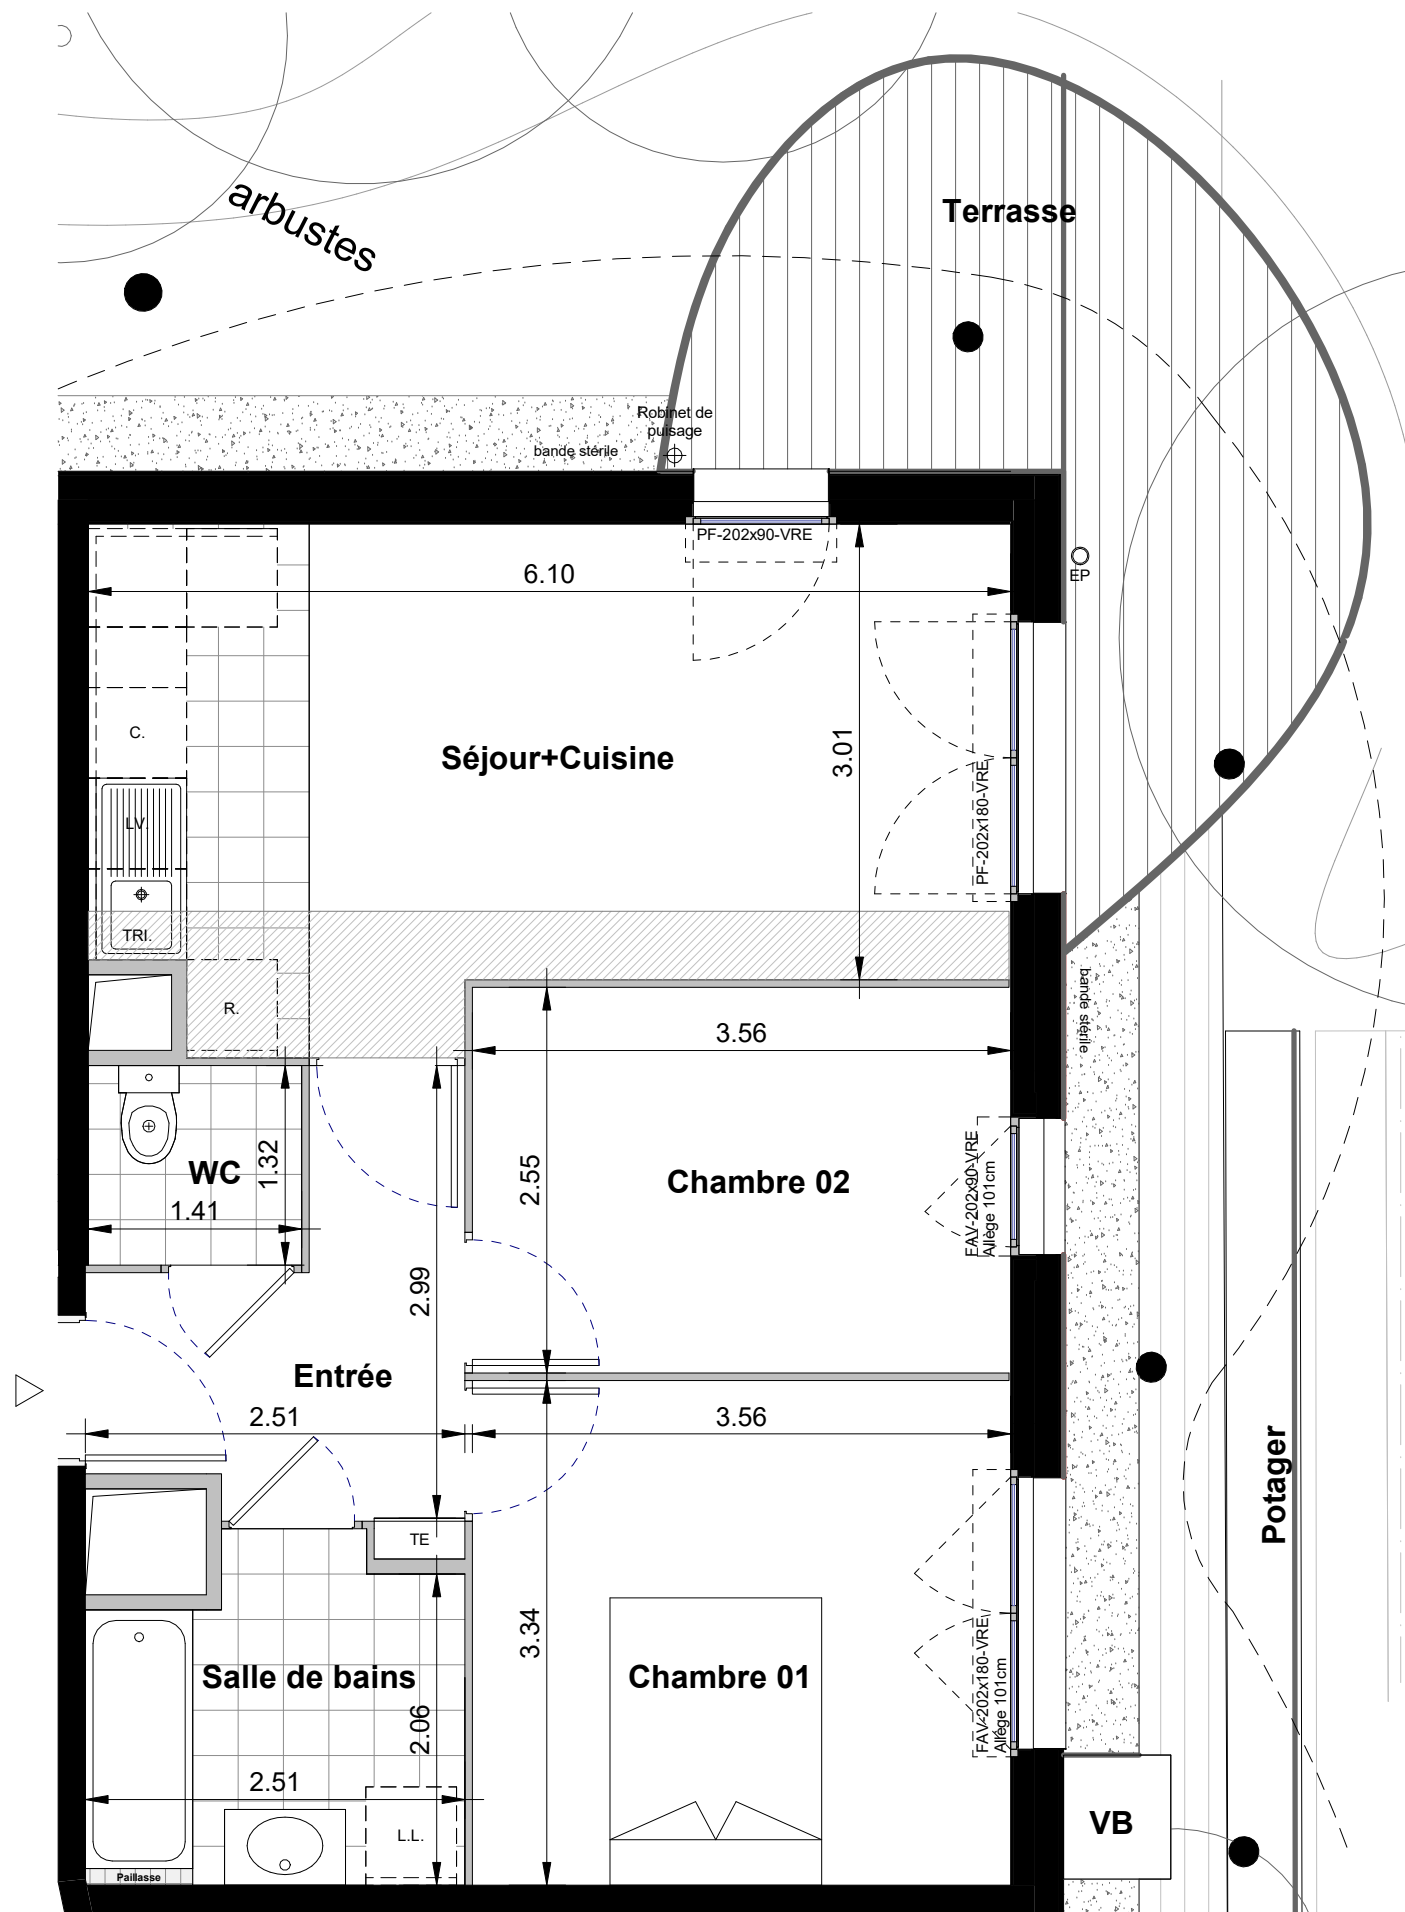 arbustes
Terrasse
Robinet de
puisage
bande stérile
PF-202x90-VRE
EP
6.10
C.
Séjour+Cuisine
3.01
PF-202x180-VRE
LV.
TRI.
R.
bande stérile
3.56
WC
1.32
1.41
2.55
Chambre 02
FAV-202x90-VRE
Allège 101cm
2.99
Entrée
2.51
3.56
Potager
TE
3.34
Salle de bains
Chambre 01
FAV-202x180-VRE
Allège 101cm
2.06
2.51
L.L.
VB
Paillasse